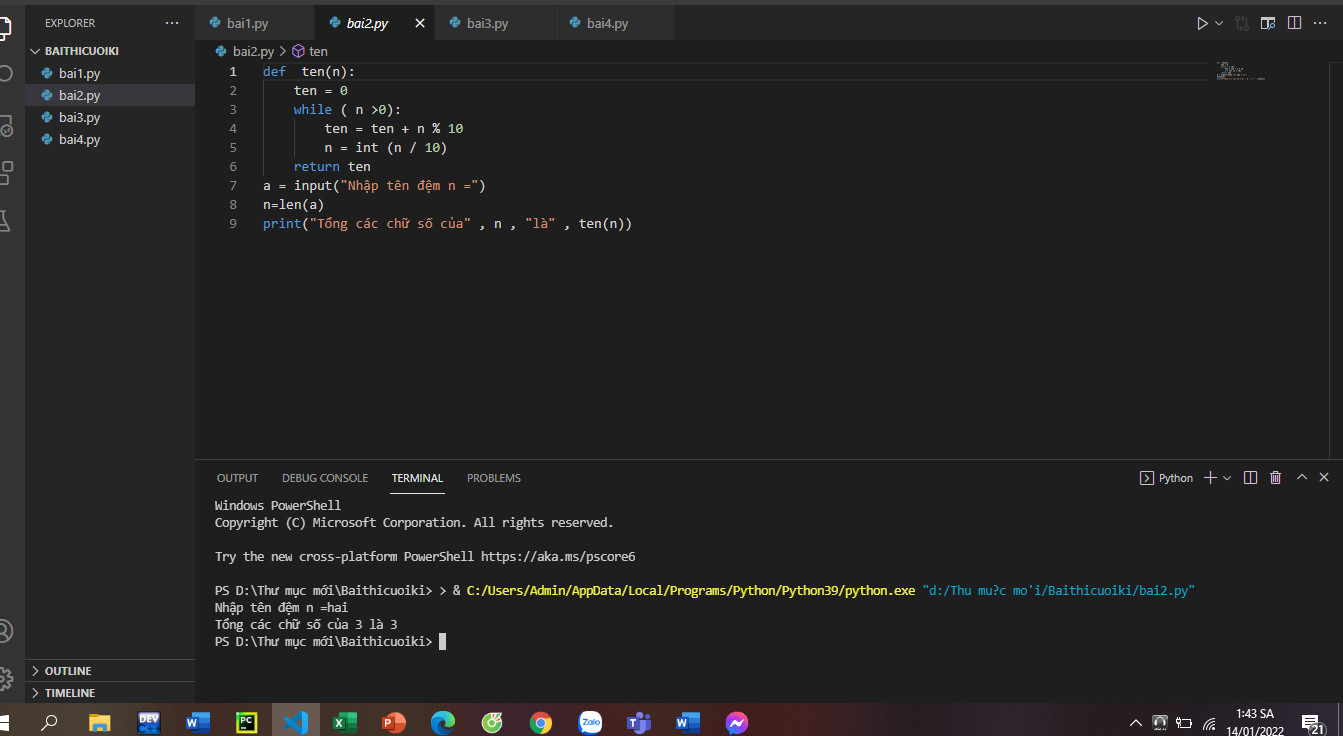 EXPLORER
BAITHICUOIKI
bai1.py
bai2.py
bai3.py
bai4.py
OUTLINE
TIMELINE
bai1.py bai2.py bai3.py bai4.py
bai2.py > ten
1 def  ten(n):
2 ten = 0
3 while ( n >0):
4 ten = ten + n % 10
5 n = int (n / 10)
6 return ten
7 a = input("Nhập tên đệm n =")
8 n=len(a)
9 print("Tổng các chữ số của" , n , "là" , ten(n))
OUTPUT DEBUG CONSOLE TERMINAL PROBLEMS
Python
Windows PowerShell
Copyright (C) Microsoft Corporation. All rights reserved.
Try the new cross-platform PowerShell https://aka.ms/pscore6
PS D:\Thư mục mới\Baithicuoiki> > & C:/Users/Admin/AppData/Local/Programs/Python/Python39/python.exe "d:/Thu mu?c mo'i/Baithicuoiki/bai2.py"
Nhập tên đệm n =hai
Tổng các chữ số của 3 là 3
PS D:\Thư mục mới\Baithicuoiki>
DEV C++
W
PC
X
P
Zalo
T
W
1:43 SA
14/01/2022
21